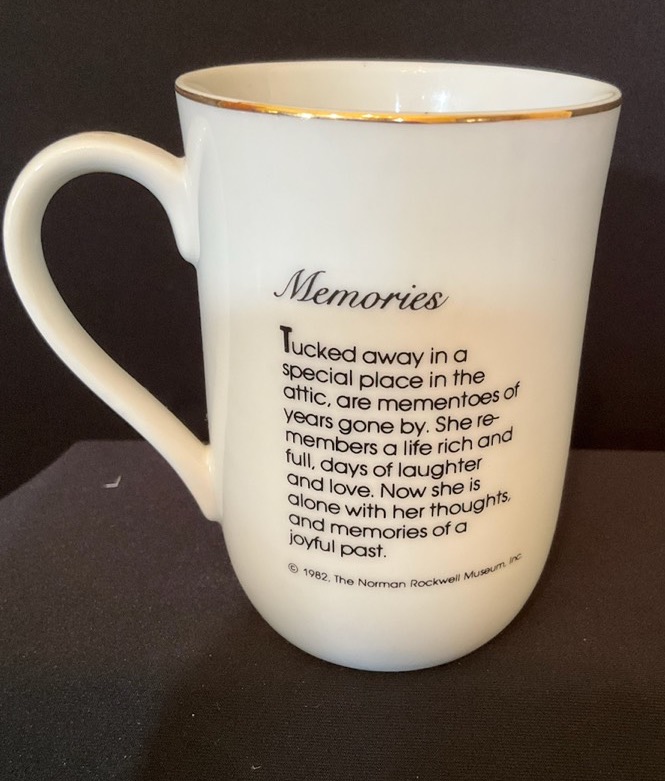 Memories
Tucked away in a
special place in the
attic, are mementoes of
years gone by. She re-
members a life rich and
full, days of laughter
and love. Now she is
alone with her thoughts,
and memories of a
joyful past.
© 1982, The Norman Rockwell Museum, Inc.